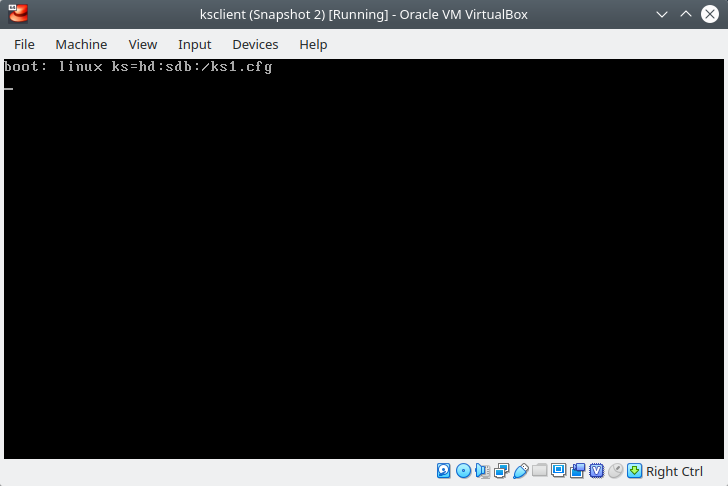 ksclient (Snapshot 2) [Running] - Oracle VM VirtualBox
File Machine View Input Devices Help
boot: linux ks=hd:sdb:/ks1.cfg
Right Ctrl